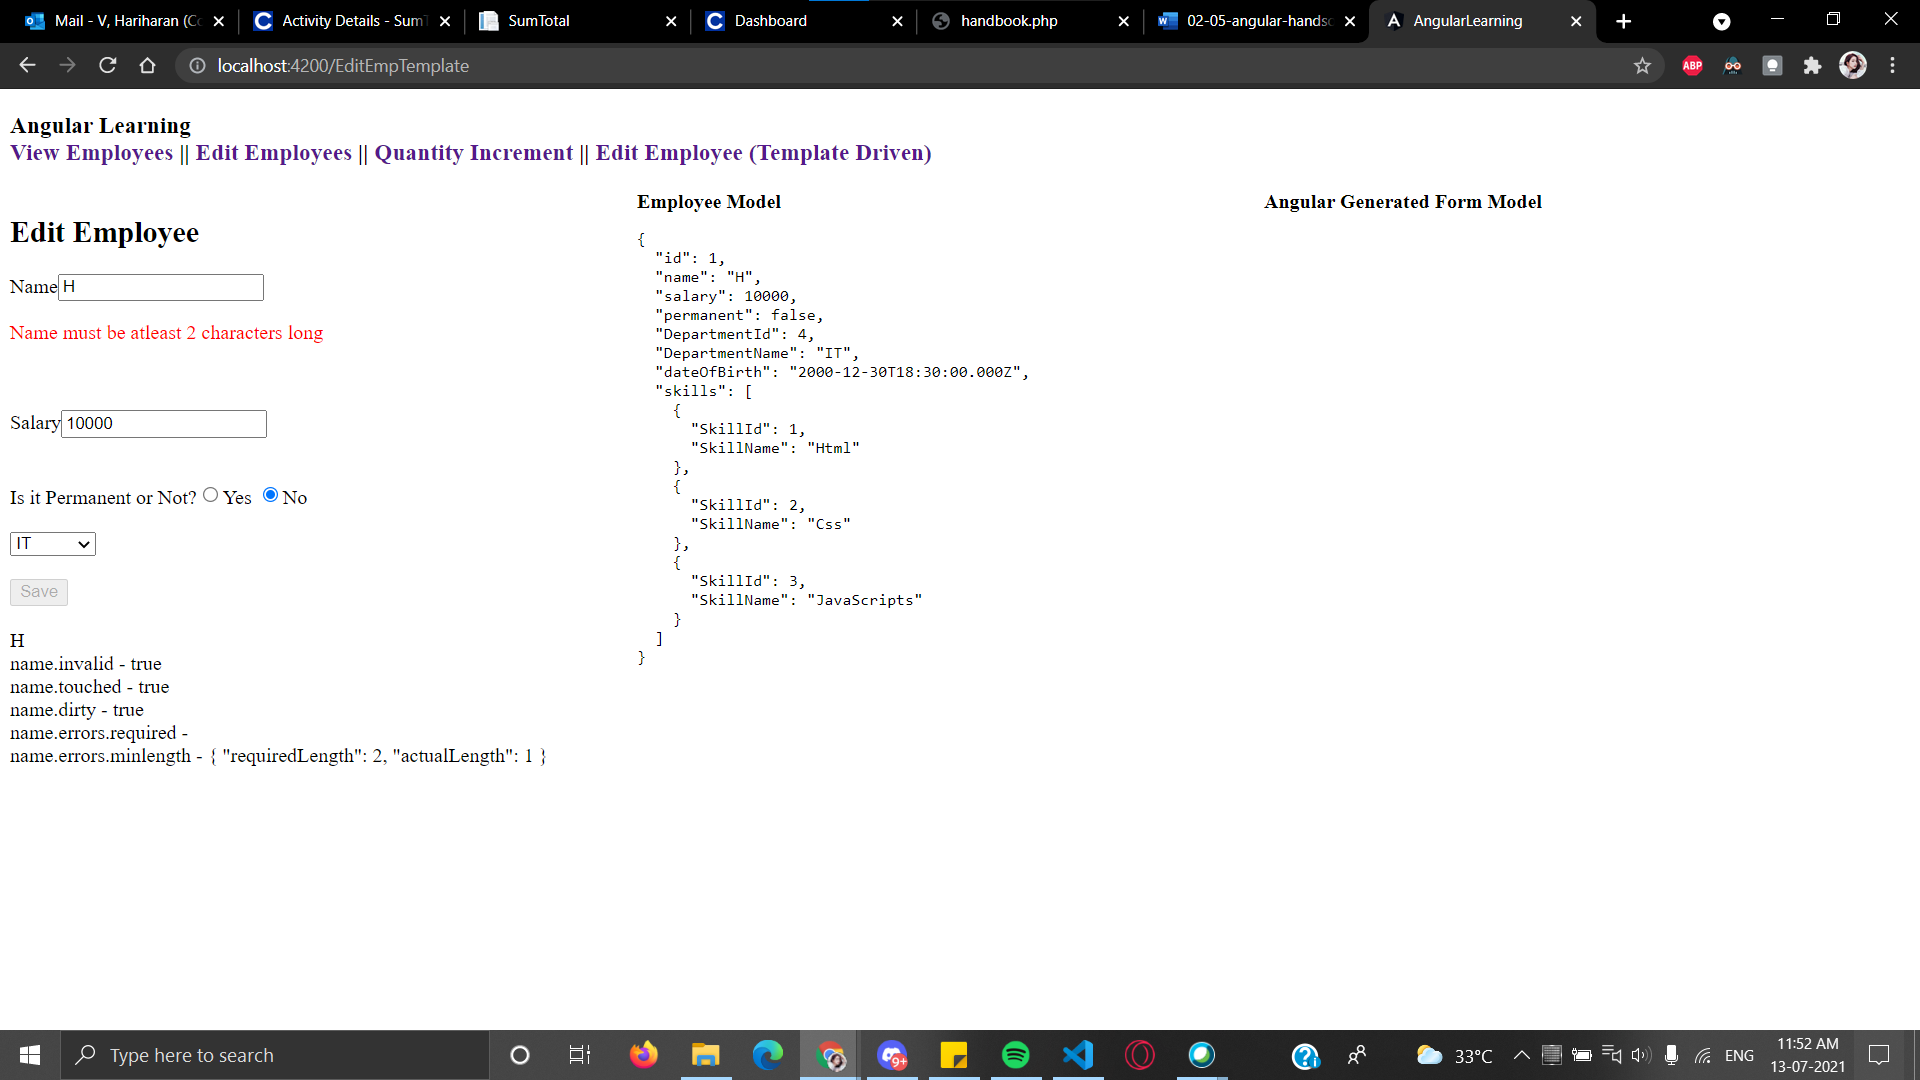 Mail - V, Hariharan (Co
Activity Details - SumT
SumTotal
Dashboard
handbook.php
02-05-angular-handso
AngularLearning
localhost:4200/EditEmpTemplate
ABP
Angular Learning
View Employees || Edit Employees || Quantity Increment || Edit Employee (Template Driven)
Edit Employee
Name H
Name must be atleast 2 characters long
Salary 10000
Is it Permanent or Not? Yes No
IT
Save
H
name.invalid - true
name.touched - true
name.dirty - true
name.errors.required -
name.errors.minlength - { "requiredLength": 2, "actualLength": 1 }
Employee Model
{
"id": 1,
"name": "H",
"salary": 10000,
"permanent": false,
"DepartmentId": 4,
"DepartmentName": "IT",
"dateOfBirth": "2000-12-30T18:30:00.000Z",
"skills": [
{
"SkillId": 1,
"SkillName": "Html"
},
{
"SkillId": 2,
"SkillName": "Css"
},
{
"SkillId": 3,
"SkillName": "JavaScripts"
}
]
}
Angular Generated Form Model
Type here to search
9+
33°C
ENG
11:52 AM
13-07-2021